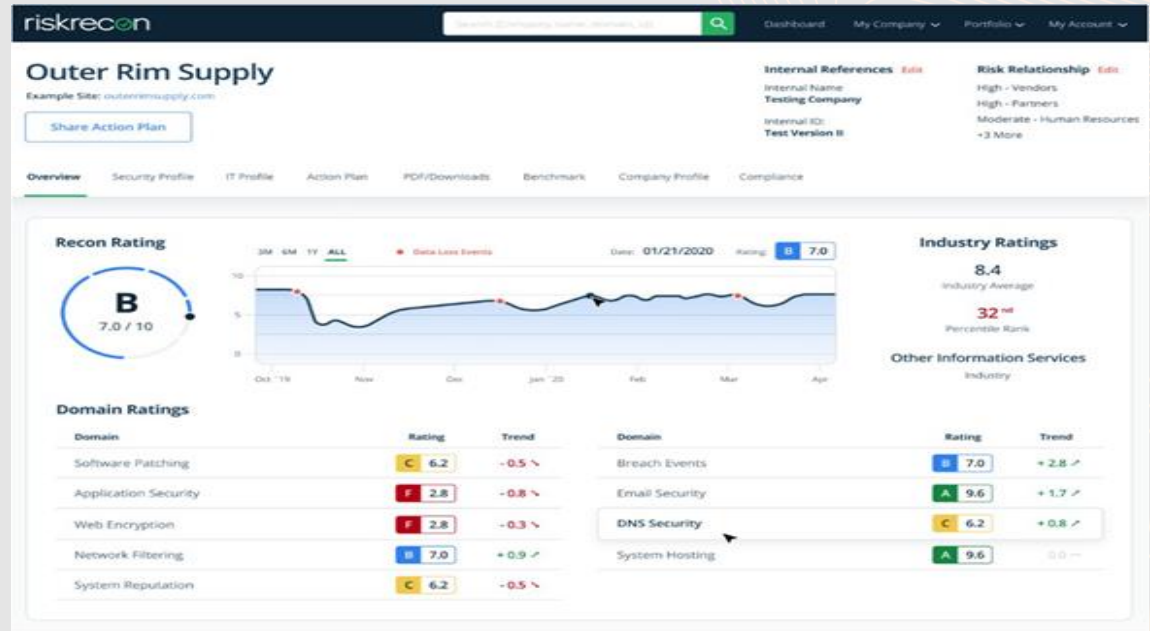 riskrecon
Dashboard My Company Portfolio My Account
Outer Rim Supply
Example Site: outerrimsupply.com
Share Action Plan
Internal References Edit
Internal Name
Testing Company
Internal ID:
Test Version II
Risk Relationship Edit
High - Vendors
High - Partners
Moderate - Human Resources
+3 More
Overview Security Profile IT Profile Action Plan PDF/Downloads Benchmark Company Profile Compliance
Recon Rating
B
7.0 / 10
3M 6M 1Y ALL Data Loss Events Date: 01/21/2020 Rating: B 7.0
10
5
0
Oct '19 Nov Dec Jan '20 Feb Mar Apr
Industry Ratings
8.4
Industry Average
32nd
Percentile Rank
Other Information Services
Industry
Domain Ratings
Domain Rating Trend
Software Patching C 6.2 -0.5
Application Security F 2.8 -0.8
Web Encryption F 2.8 -0.3
Network Filtering B 7.0 +0.9
System Reputation C 6.2 -0.5
Domain Rating Trend
Breach Events B 7.0 +2.8
Email Security A 9.6 +1.7
DNS Security C 6.2 +0.8
System Hosting A 9.6 0.0